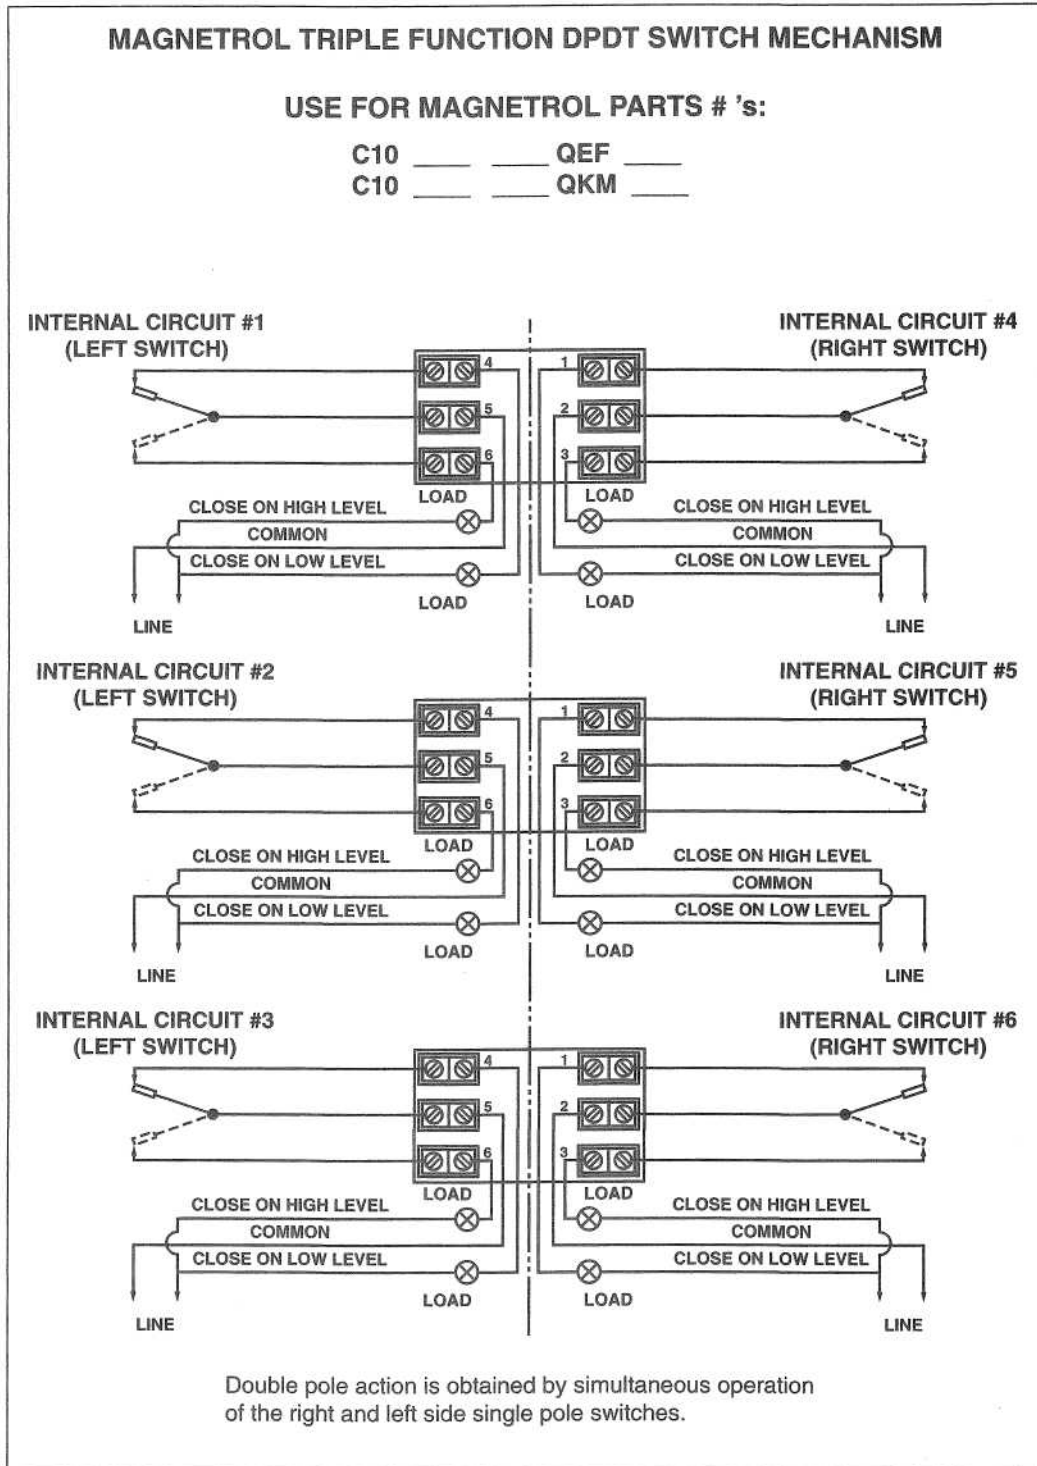 MAGNETROL TRIPLE FUNCTION DPDT SWITCH MECHANISM
USE FOR MAGNETROL PARTS # 's:
C10 ____ ____ QEF ____
C10 ____ ____ QKM ____
INTERNAL CIRCUIT #1
(LEFT SWITCH)
INTERNAL CIRCUIT #4
(RIGHT SWITCH)
4
1
5
2
6
3
LOAD
LOAD
CLOSE ON HIGH LEVEL
CLOSE ON HIGH LEVEL
COMMON
COMMON
CLOSE ON LOW LEVEL
CLOSE ON LOW LEVEL
LOAD
LOAD
LINE
LINE
INTERNAL CIRCUIT #2
(LEFT SWITCH)
INTERNAL CIRCUIT #5
(RIGHT SWITCH)
4
1
5
2
6
3
LOAD
LOAD
CLOSE ON HIGH LEVEL
CLOSE ON HIGH LEVEL
COMMON
COMMON
CLOSE ON LOW LEVEL
CLOSE ON LOW LEVEL
LOAD
LOAD
LINE
LINE
INTERNAL CIRCUIT #3
(LEFT SWITCH)
INTERNAL CIRCUIT #6
(RIGHT SWITCH)
4
1
5
2
6
3
LOAD
LOAD
CLOSE ON HIGH LEVEL
CLOSE ON HIGH LEVEL
COMMON
COMMON
CLOSE ON LOW LEVEL
CLOSE ON LOW LEVEL
LOAD
LOAD
LINE
LINE
Double pole action is obtained by simultaneous operation
of the right and left side single pole switches.